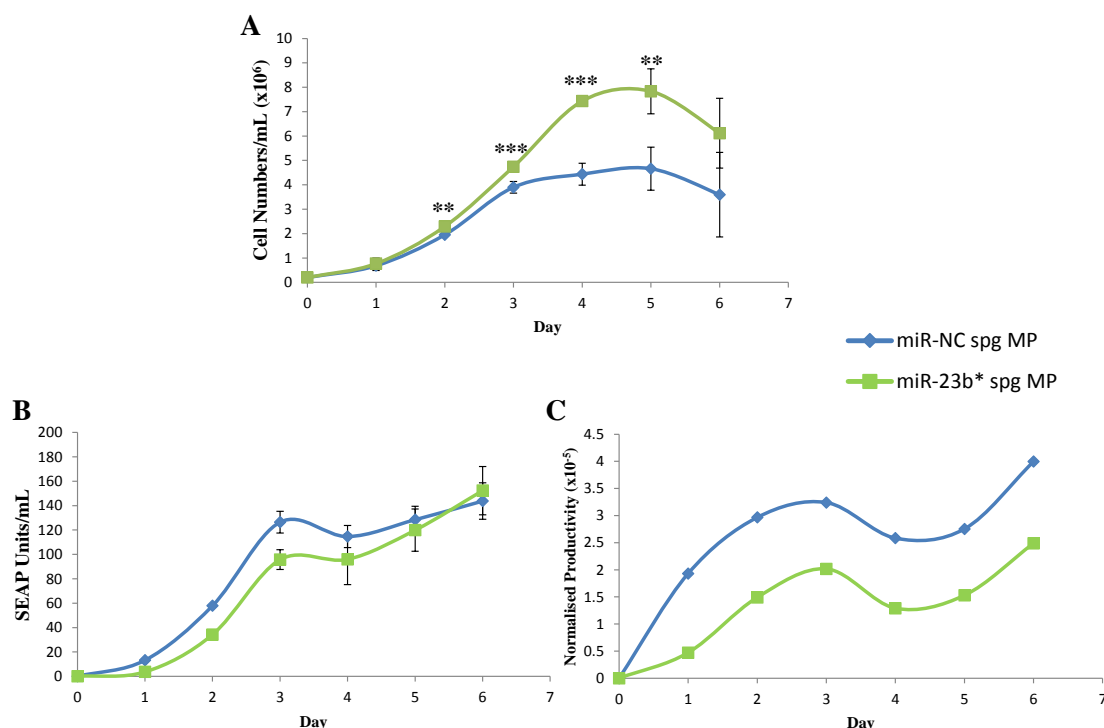 A
Cell Numbers/mL (x10⁶)
10
9
8
7
6
5
4
3
2
1
0
**
***
***
**
0 1 2 3 4 5 6 7
Day
miR-NC spg MP
miR-23b* spg MP
B
SEAP Units/mL
200
180
160
140
120
100
80
60
40
20
0
0 1 2 3 4 5 6 7
Day
C
Normalised Productivity (x10⁻⁵)
4.5
4
3.5
3
2.5
2
1.5
1
0.5
0
0 1 2 3 4 5 6 7
Day